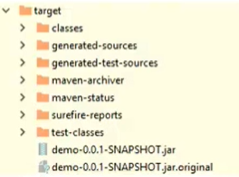 target
classes
generated-sources
generated-test-sources
maven-archiver
maven-status
surefire-reports
test-classes
demo-0.0.1-SNAPSHOT.jar
demo-0.0.1-SNAPSHOT.jar.original